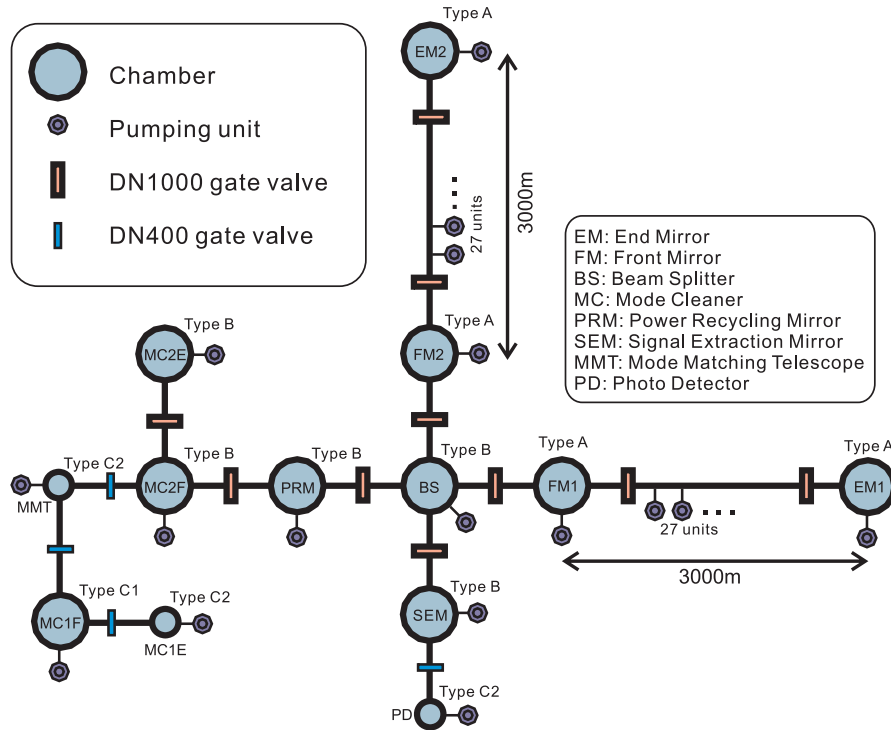 Type A
EM2
Chamber
Pumping unit
DN1000 gate valve
DN400 gate valve
27 units
3000m
EM: End Mirror
FM: Front Mirror
BS: Beam Splitter
MC: Mode Cleaner
PRM: Power Recycling Mirror
SEM: Signal Extraction Mirror
MMT: Mode Matching Telescope
PD: Photo Detector
Type B
MC2E
Type A
FM2
Type C2
MMT
Type B
MC2F
Type B
PRM
Type B
BS
Type A
FM1
27 units
3000m
Type A
EM1
Type C1
MC1F
Type C2
MC1E
Type B
SEM
Type C2
PD